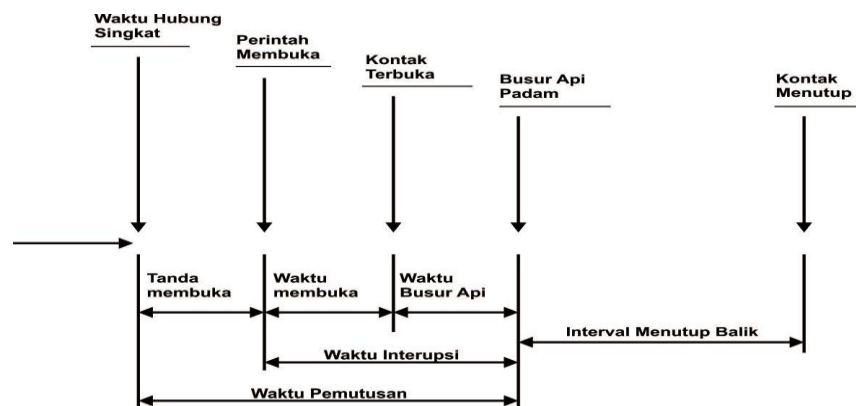 Waktu Hubung
Singkat
Perintah
Membuka
Kontak
Terbuka
Busur Api
Padam
Kontak
Menutup
Tanda
membuka
Waktu
membuka
Waktu
Busur Api
Interval Menutup Balik
Waktu Interupsi
Waktu Pemutusan